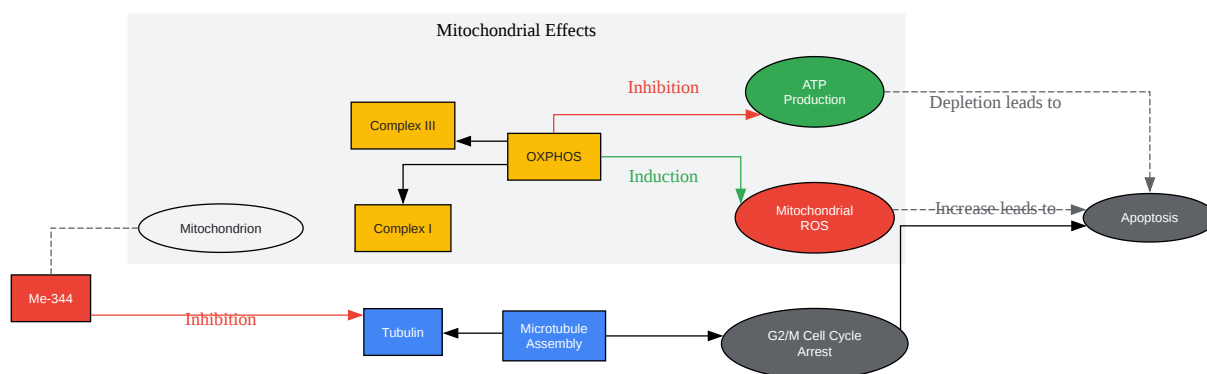 Mitochondrial Effects
Inhibition
ATP
Production
Depletion leads to
Complex III
OXPHOS
Induction
Mitochondrion
Complex I
Mitochondrial
ROS
Increase leads to
Apoptosis
Me-344
Inhibition
Tubulin
Microtubule
Assembly
G2/M Cell Cycle
Arrest